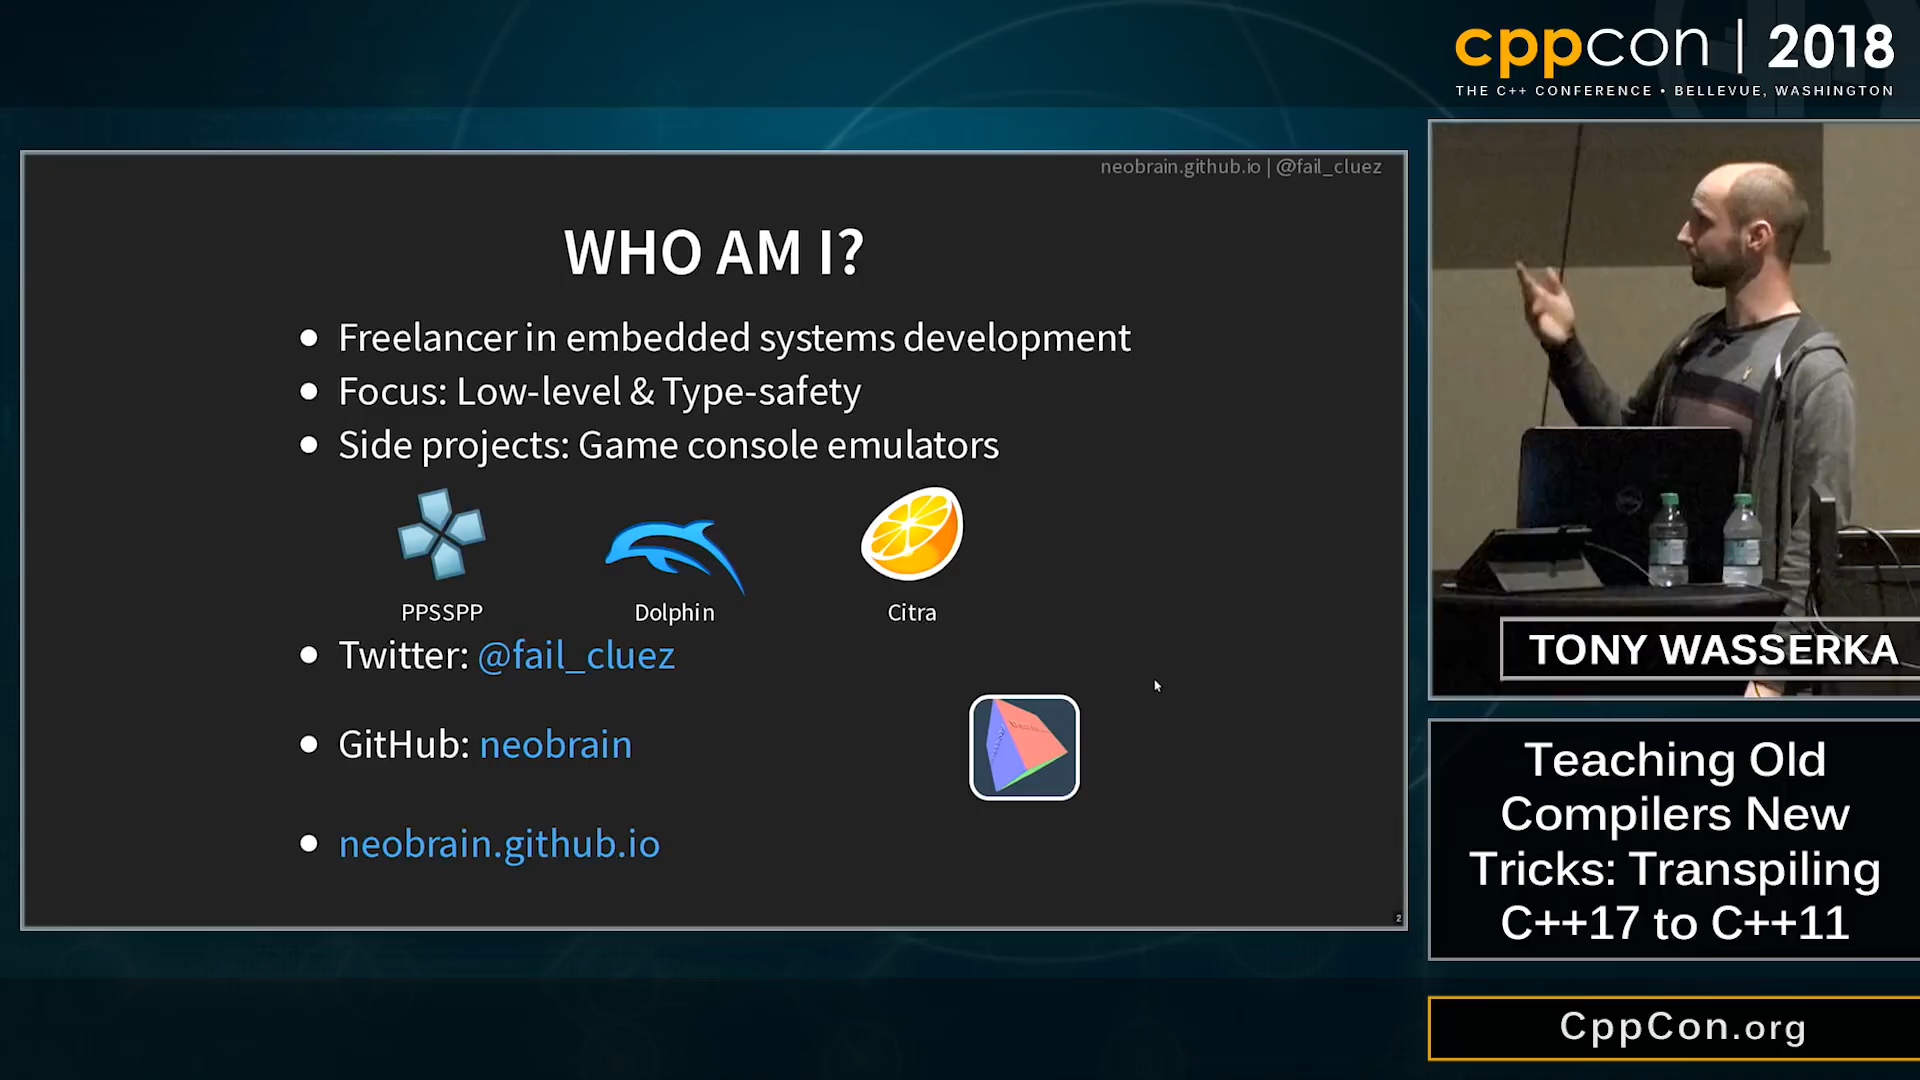 cppcon | 2018
THE C++ CONFERENCE • BELLEVUE, WASHINGTON
neobrain.github.io | @fail_cluez
WHO AM I?
• Freelancer in embedded systems development
• Focus: Low-level & Type-safety
• Side projects: Game console emulators
PPSSPP
Dolphin
Citra
• Twitter: @fail_cluez
• GitHub: neobrain
• neobrain.github.io
2
TONY WASSERKA
Teaching Old
Compilers New
Tricks: Transpiling
C++17 to C++11
CppCon.org